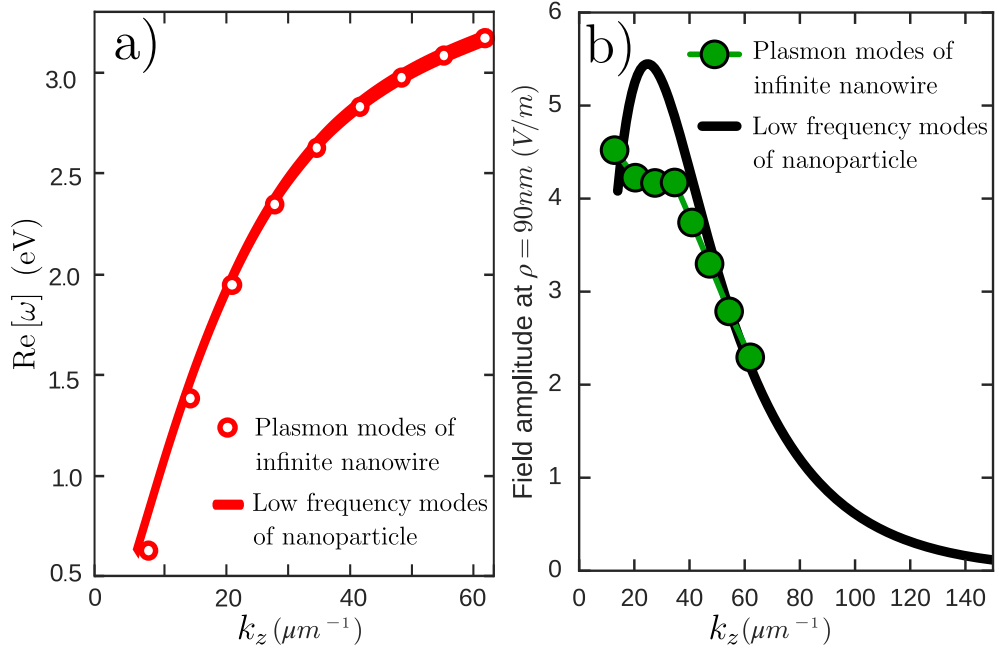 a)
3.0
2.5
2.0
1.5
1.0
0.5
Re [ω] (eV)
Plasmon modes of
infinite nanowire
Low frequency modes
of nanoparticle
0 20 40 60
k_z (μm⁻¹)
b)
6
5
4
3
2
1
0
Field amplitude at ρ = 90nm (V/m)
Plasmon modes of
infinite nanowire
Low frequency modes
of nanoparticle
0 20 40 60 80 100 120 140
k_z (μm⁻¹)